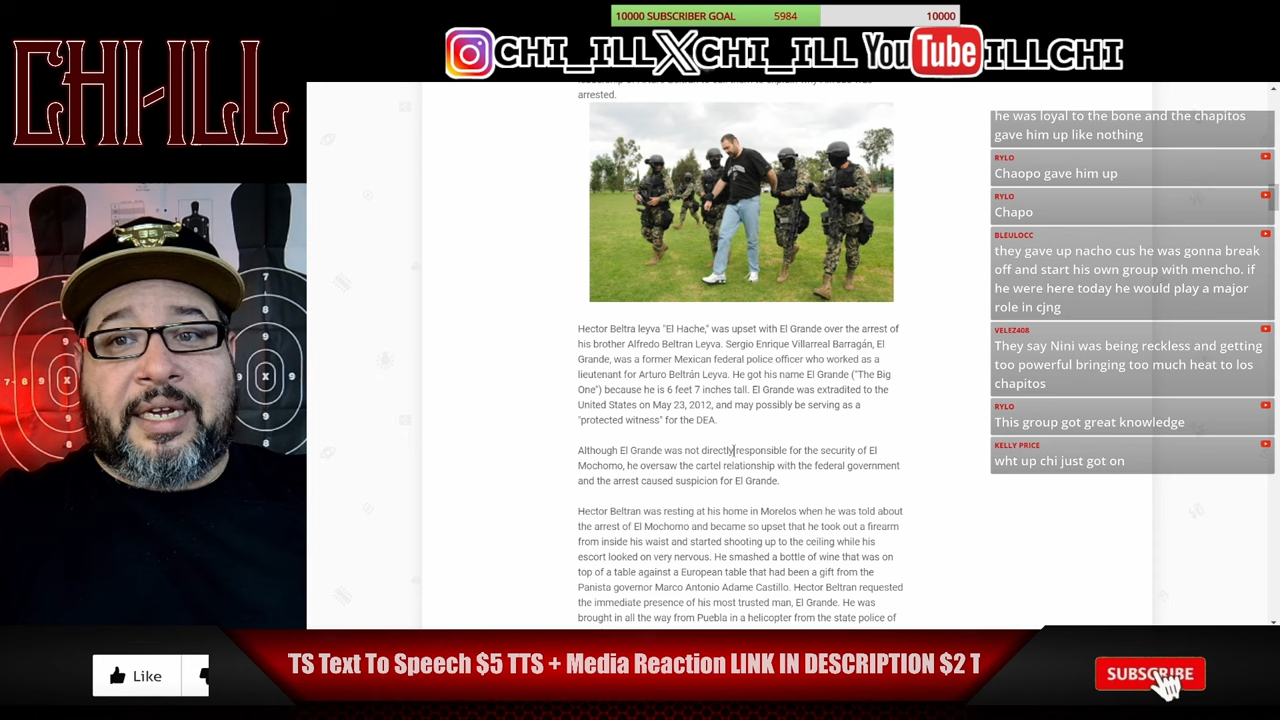 10000 SUBSCRIBER GOAL 5984 10000
CHI-ILL
CHI_ILL X CHI_ILL YouTube ILLCHI
arrested.
he was loyal to the bone and the chapitos
gave him up like nothing
RYLO
Chaopo gave him up
RYLO
Chapo
BLEULOCC
they gave up nacho cus he was gonna break
off and start his own group with mencho. if
he were here today he would play a major
role in cjng
VELEZ408
They say Nini was being reckless and getting
too powerful bringing too much heat to los
chapitos
RYLO
This group got great knowledge
KELLY PRICE
wht up chi just got on
Hector Beltra leyva "El Hache," was upset with El Grande over the arrest of
his brother Alfredo Beltran Leyva. Sergio Enrique Villarreal Barragán, El
Grande, was a former Mexican federal police officer who worked as a
lieutenant for Arturo Beltrán Leyva. He got his name El Grande ("The Big
One") because he is 6 feet 7 inches tall. El Grande was extradited to the
United States on May 23, 2012, and may possibly be serving as a
"protected witness" for the DEA.
Although El Grande was not directly responsible for the security of El
Mochomo, he oversaw the cartel relationship with the federal government
and the arrest caused suspicion for El Grande.
Hector Beltran was resting at his home in Morelos when he was told about
the arrest of El Mochomo and became so upset that he took out a firearm
from inside his waist and started shooting up to the ceiling while his
escort looked on very nervous. He smashed a bottle of wine that was on
top of a table against a European table that had been a gift from the
Panista governor Marco Antonio Adame Castillo. Hector Beltran requested
the immediate presence of his most trusted man, El Grande. He was
brought in all the way from Puebla in a helicopter from the state police of
7 8 9 X 9
7 8 9 X 9 8
Like
TS Text To Speech $5 TTS + Media Reaction LINK IN DESCRIPTION $2 T
SUBSCRIBE